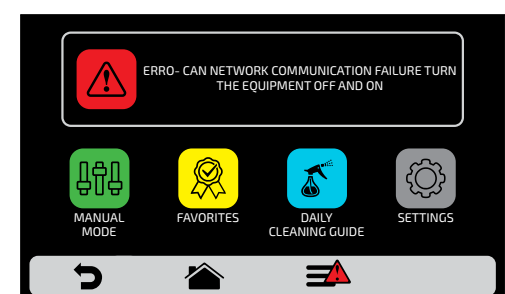 ERRO- CAN NETWORK COMMUNICATION FAILURE TURN
THE EQUIPMENT OFF AND ON
MANUAL
MODE
FAVORITES
DAILY
CLEANING GUIDE
SETTINGS